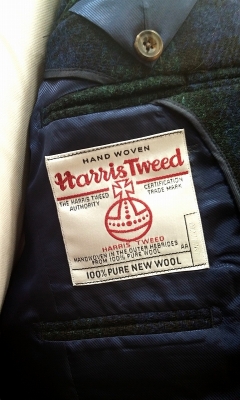 HAND WOVEN
Harris Tweed
THE HARRIS TWEED AUTHORITY
CERTIFICATION TRADE MARK
HARRIS TWEED
HANDWOVEN IN THE OUTER HEBRIDES
FROM 100% PURE WOOL
AA
100% PURE NEW WOOL